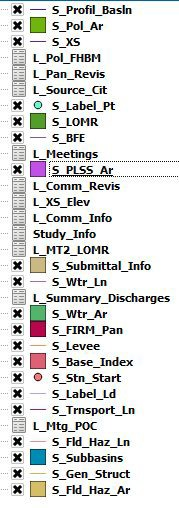 S_Profil_Basln
S_Pol_Ar
S_XS
L_Pol_FHBM
L_Pan_Revis
L_Source_Cit
S_Label_Pt
S_LOMR
S_BFE
L_Meetings
S_PLSS_Ar
L_Comm_Revis
L_XS_Elev
L_Comm_Info
Study_Info
L_MT2_LOMR
S_Submittal_Info
S_Wtr_Ln
L_Summary_Discharges
S_Wtr_Ar
S_FIRM_Pan
S_Levee
S_Base_Index
S_Stn_Start
S_Label_Ld
S_Trnsport_Ln
L_Mtg_POC
S_Fld_Haz_Ln
S_Subbasins
S_Gen_Struct
S_Fld_Haz_Ar